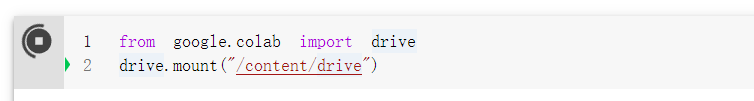 1 from google.colab import drive
2 drive.mount("/content/drive")